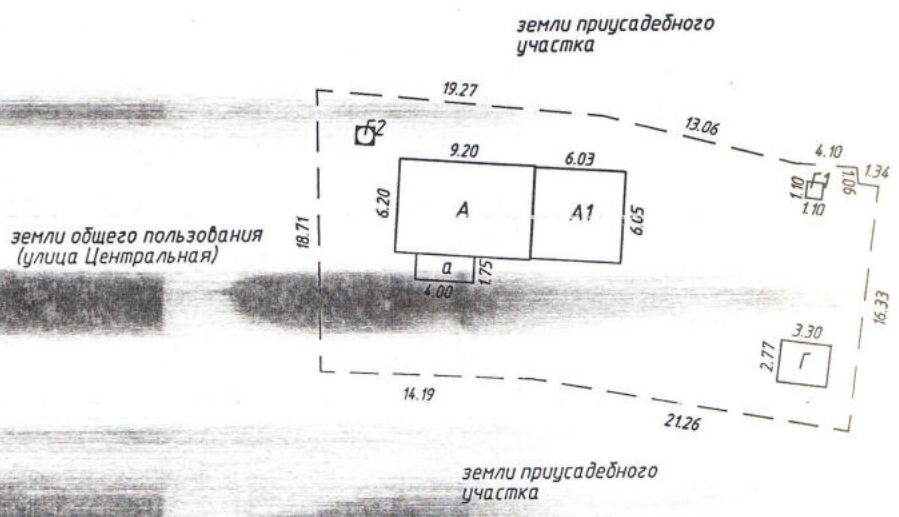 земли приусадебного
участка
19.27
Г2
13.06
9.20
6.03
4.10
1.34
1.06
Г1
1.10
1.10
6.20
А
А1
6.05
18.71
земли общего пользования
(улица Центральная)
а
1.75
4.00
16.33
3.30
2.77
Г
14.19
21.26
земли приусадебного
участка